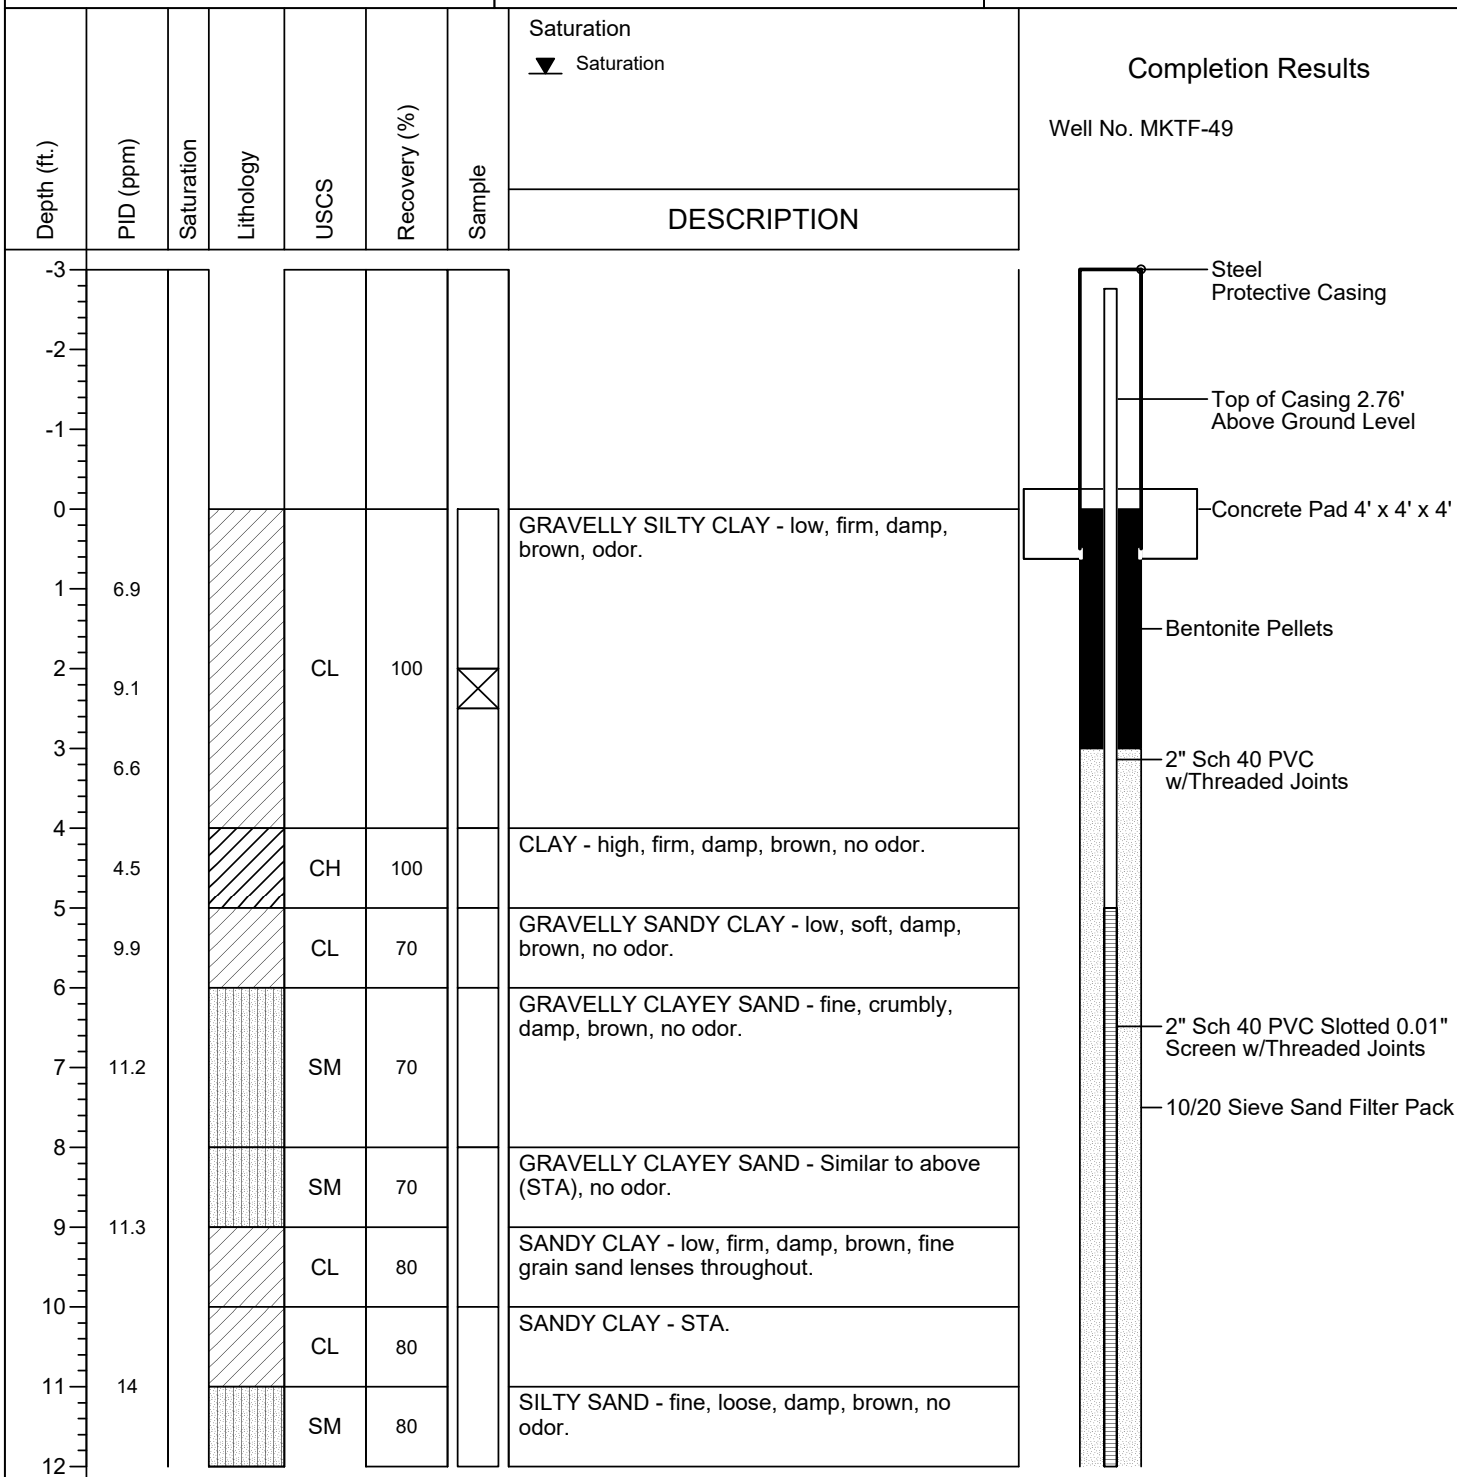 Saturation
Saturation
Completion Results
Well No. MKTF-49
Depth (ft.)
PID (ppm)
Saturation
Lithology
USCS
Recovery (%)
Sample
DESCRIPTION
-3
Steel
Protective Casing
-2
Top of Casing 2.76'
Above Ground Level
-1
0
Concrete Pad 4' x 4' x 4'
GRAVELLY SILTY CLAY - low, firm, damp,
brown, odor.
1
6.9
Bentonite Pellets
2
9.1
CL
100
3
6.6
2" Sch 40 PVC
w/Threaded Joints
4
CLAY - high, firm, damp, brown, no odor.
4.5
CH
100
5
GRAVELLY SANDY CLAY - low, soft, damp,
brown, no odor.
9.9
CL
70
6
GRAVELLY CLAYEY SAND - fine, crumbly,
damp, brown, no odor.
2" Sch 40 PVC Slotted 0.01"
Screen w/Threaded Joints
7
11.2
SM
70
10/20 Sieve Sand Filter Pack
8
GRAVELLY CLAYEY SAND - Similar to above
(STA), no odor.
SM
70
9
11.3
SANDY CLAY - low, firm, damp, brown, fine
grain sand lenses throughout.
CL
80
10
SANDY CLAY - STA.
CL
80
11
14
SILTY SAND - fine, loose, damp, brown, no
odor.
SM
80
12